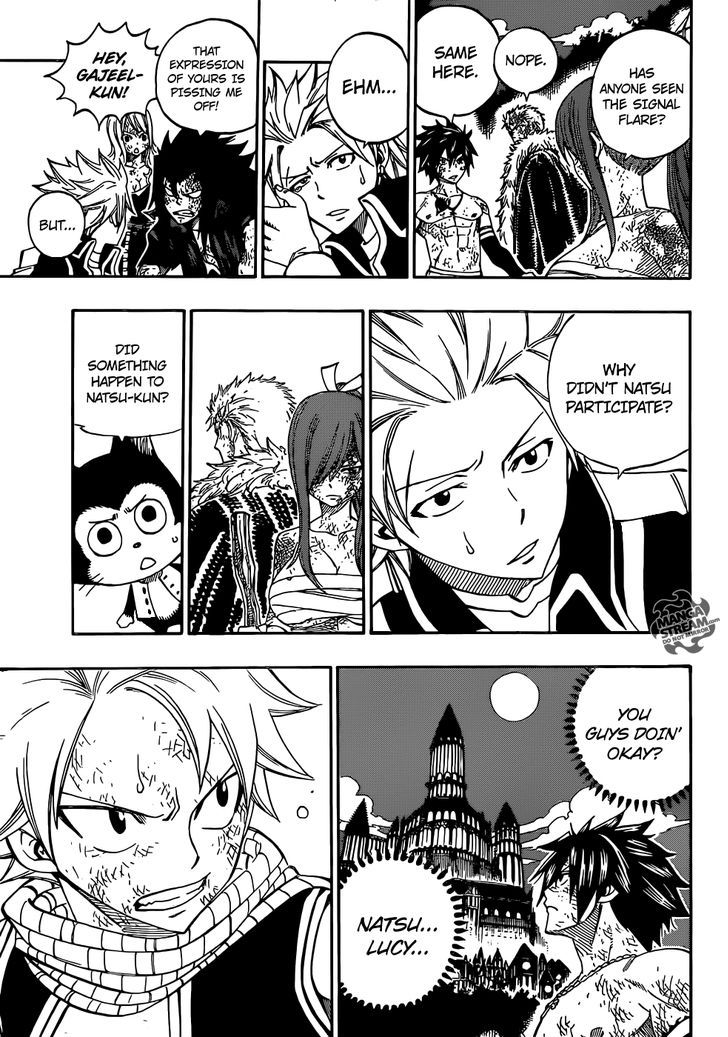 HAS
ANYONE SEEN
THE SIGNAL
FLARE?
NOPE.
SAME
HERE.
EHM...
THAT
EXPRESSION
OF YOURS IS
PISSING ME
OFF!
HEY,
GAJEEL-
KUN!
BUT...
WHY
DIDN'T NATSU
PARTICIPATE?
DID
SOMETHING
HAPPEN TO
NATSU-KUN?
MANGA
STREAM.com
DO NOT MIRROR
YOU
GUYS DOIN'
OKAY?
NATSU...
LUCY...